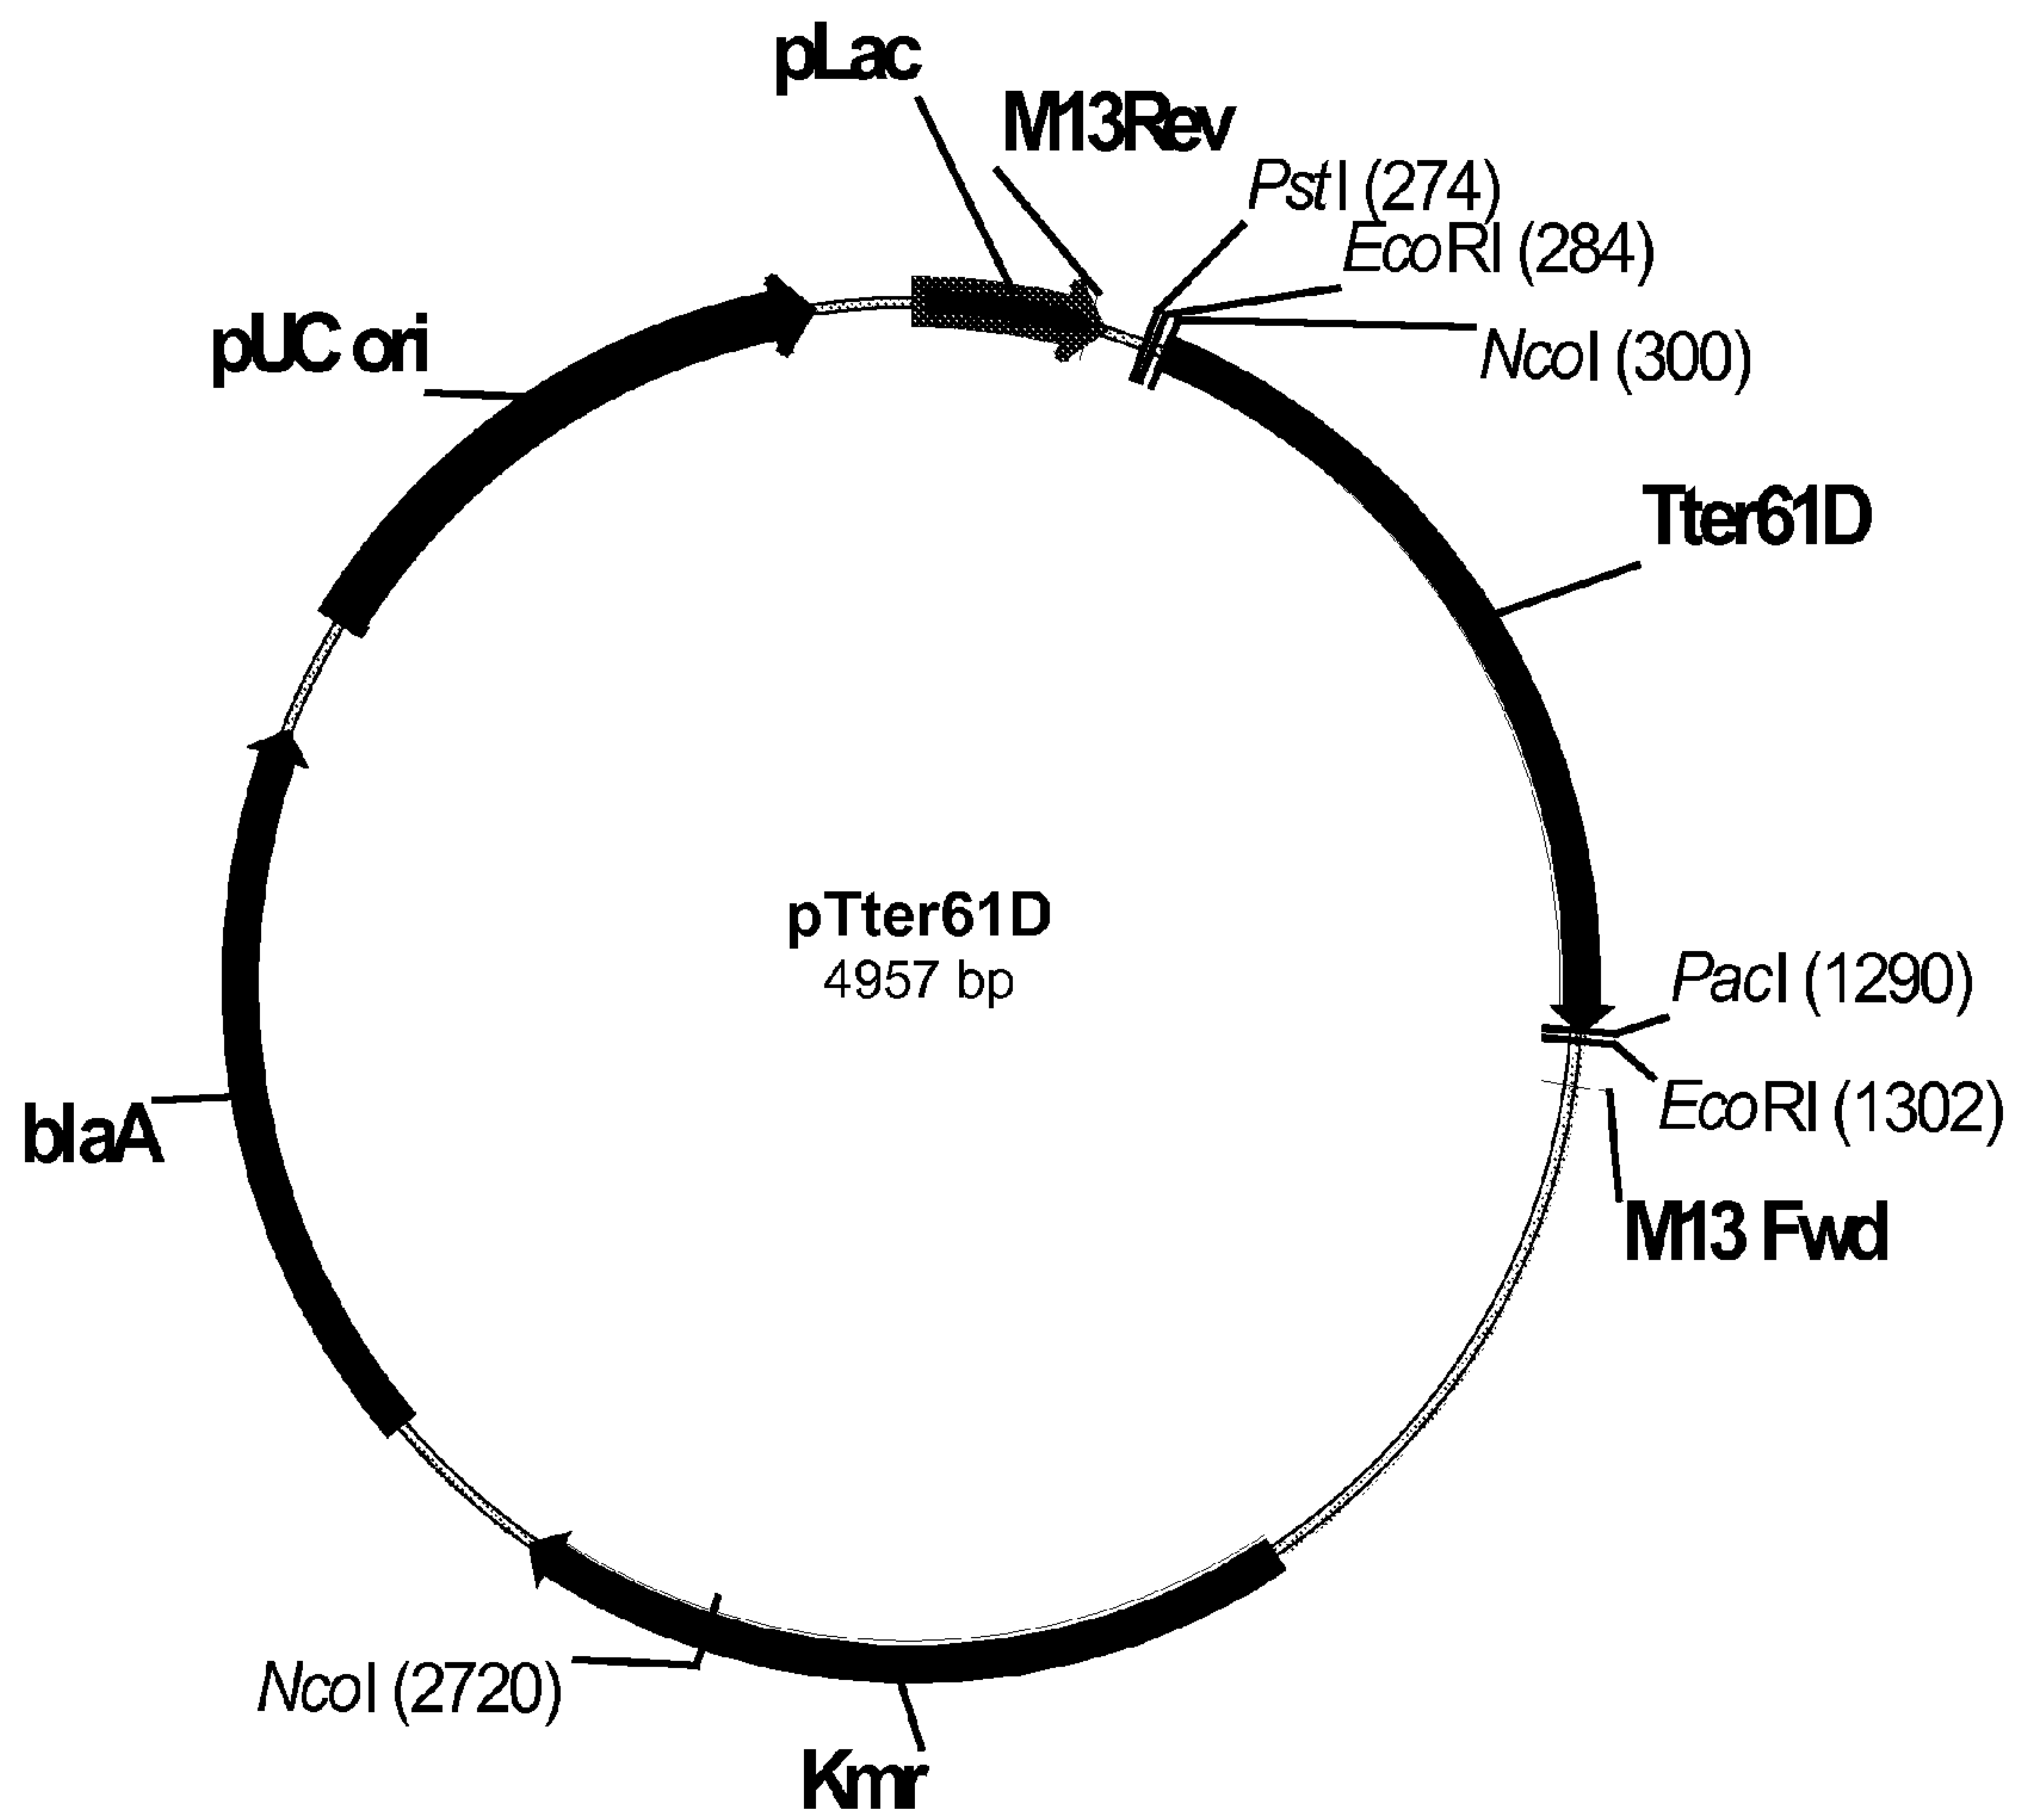 pLac
M13Rev
PstI (274)
EcoRI (284)
NcoI (300)
pUC ori
Tter61D
pTter61D
4957 bp
PacI (1290)
EcoRI (1302)
blaA
M13 Fwd
NcoI (2720)
Kmr